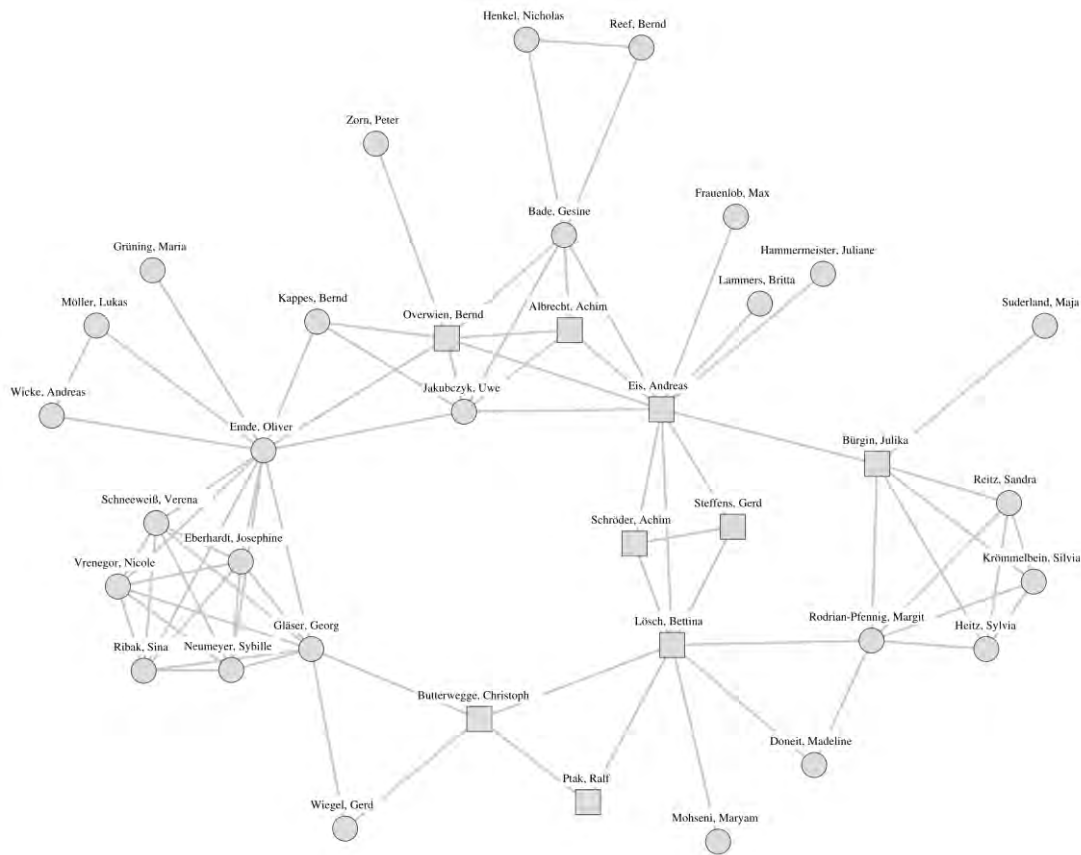 Henkel, Nicholas
Reef, Bernd
Zorn, Peter
Frauenlob, Max
Bade, Gesine
Grüning, Maria
Hammermeister, Juliane
Lammers, Britta
Möller, Lukas
Kappes, Bernd
Overwien, Bernd
Albrecht, Achim
Suderland, Maja
Wicke, Andreas
Jakubczyk, Uwe
Eis, Andreas
Emde, Oliver
Bürgin, Julika
Reitz, Sandra
Schneeweiß, Verena
Steffens, Gerd
Schröder, Achim
Eberhardt, Josephine
Vrenegor, Nicole
Krömmelbein, Silvia
Gläser, Georg
Lösch, Bettina
Rodrian-Pfennig, Margit
Heitz, Sylvia
Ribak, Sina
Neumeyer, Sybille
Butterwegge, Christoph
Doneit, Madeline
Ptak, Ralf
Wiegel, Gerd
Mohseni, Maryam